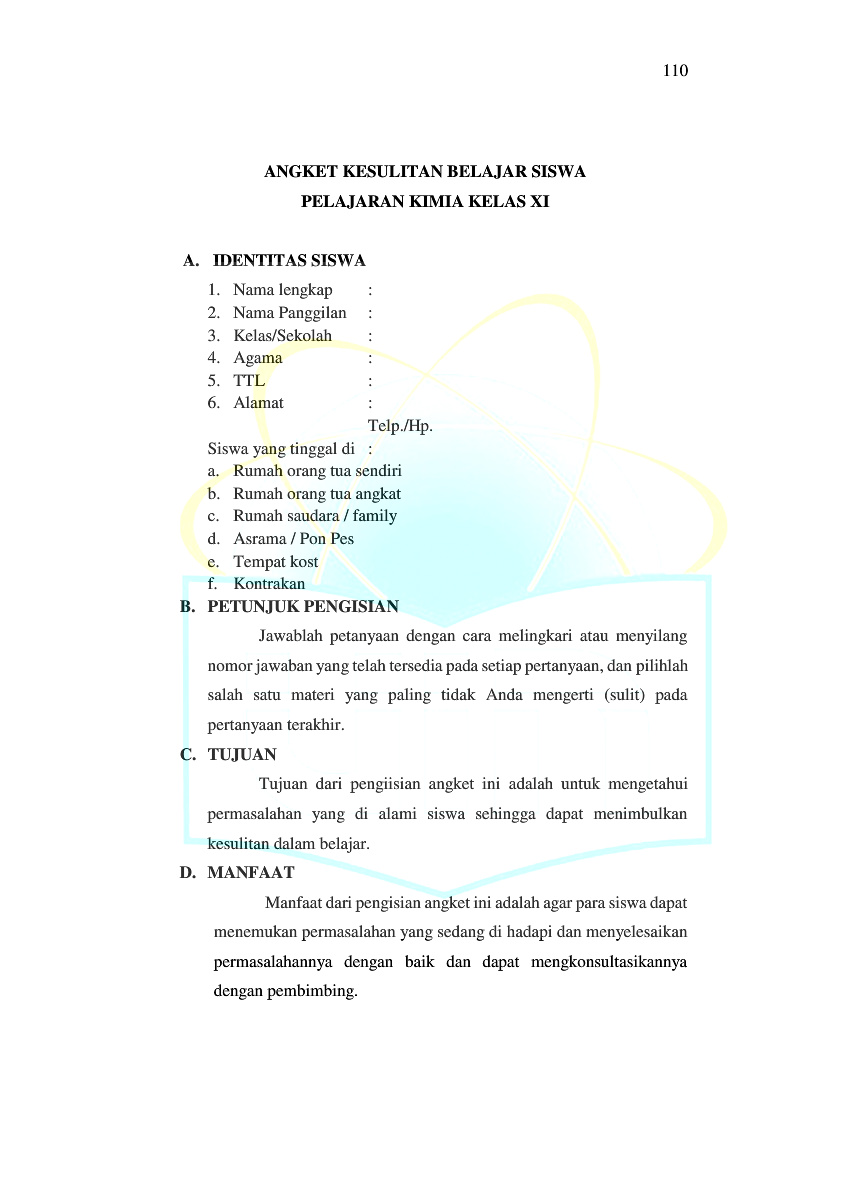 110
ANGKET KESULITAN BELAJAR SISWA
PELAJARAN KIMIA KELAS XI
A. IDENTITAS SISWA
1. Nama lengkap :
2. Nama Panggilan :
3. Kelas/Sekolah :
4. Agama :
5. TTL :
6. Alamat :
Telp./Hp.
Siswa yang tinggal di :
a. Rumah orang tua sendiri
b. Rumah orang tua angkat
c. Rumah saudara / family
d. Asrama / Pon Pes
e. Tempat kost
f. Kontrakan
B. PETUNJUK PENGISIAN
Jawablah petanyaan dengan cara melingkari atau menyilang
nomor jawaban yang telah tersedia pada setiap pertanyaan, dan pilihlah
salah satu materi yang paling tidak Anda mengerti (sulit) pada
pertanyaan terakhir.
C. TUJUAN
Tujuan dari pengiisian angket ini adalah untuk mengetahui
permasalahan yang di alami siswa sehingga dapat menimbulkan
kesulitan dalam belajar.
D. MANFAAT
Manfaat dari pengisian angket ini adalah agar para siswa dapat
menemukan permasalahan yang sedang di hadapi dan menyelesaikan
permasalahannya dengan baik dan dapat mengkonsultasikannya
dengan pembimbing.